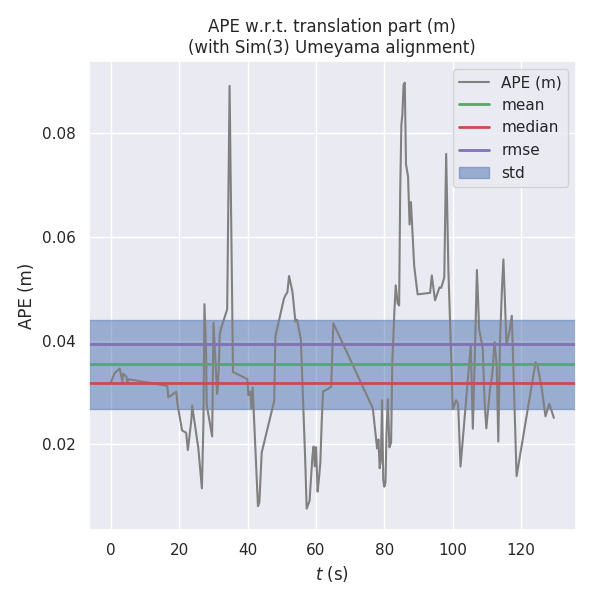 APE w.r.t. translation part (m)
(with Sim(3) Umeyama alignment)
APE (m)
mean
median
rmse
std
APE (m)
0.08
0.06
0.04
0.02
0 20 40 60 80 100 120
t (s)